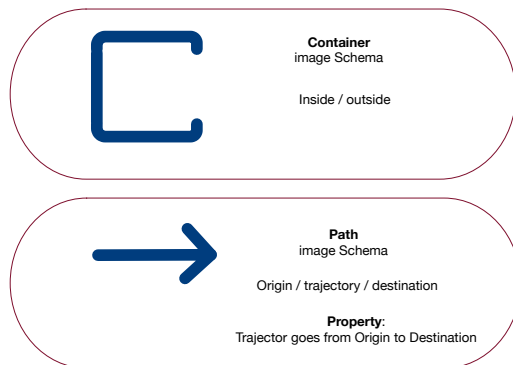 Container
image Schema
Inside / outside
Path
image Schema
Origin / trajectory / destination
Property:
Trajector goes from Origin to Destination